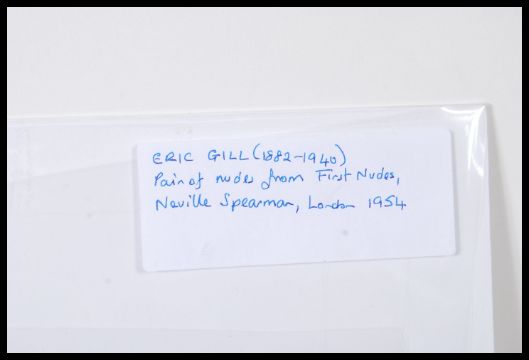 ERIC GILL (1882-1940)
Pair of nudes from First Nudes,
Neville Spearman, London 1954